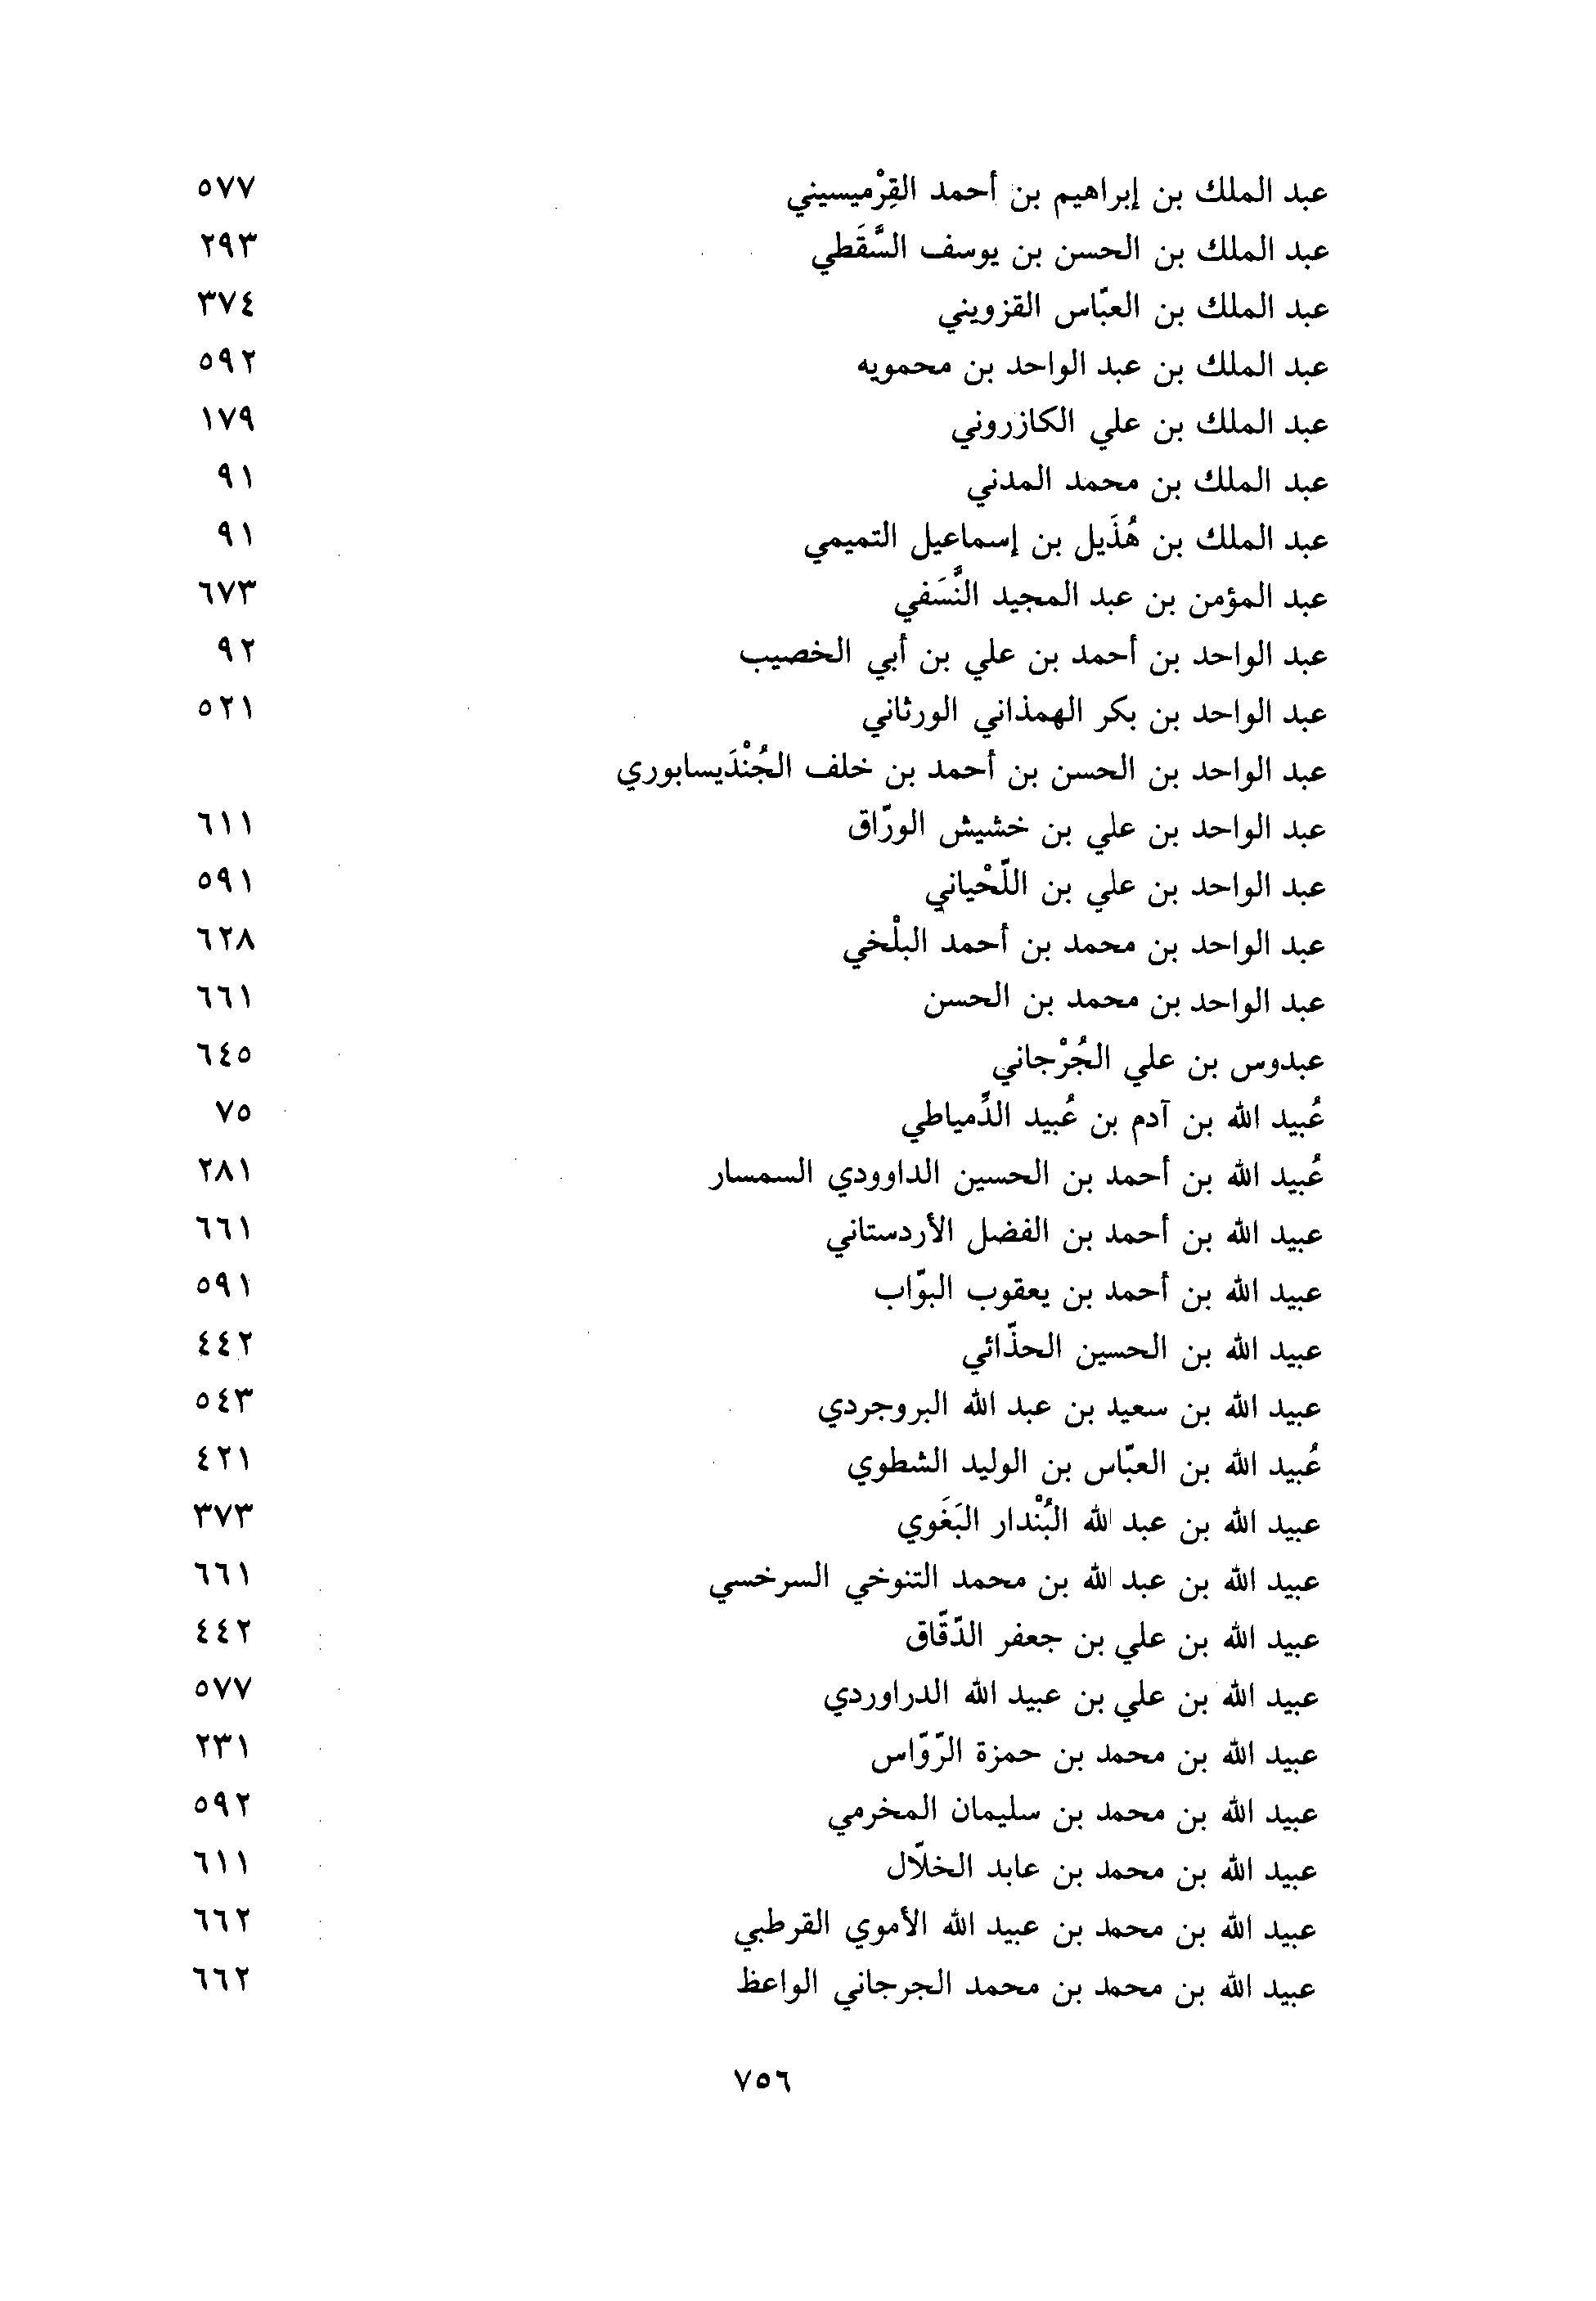 عبد الملك بن إبراهيم بن أحمد القِرْميسيني ٥٧٧
عبد الملك بن الحسن بن يوسف السَّقَطي ٢٩٣
عبد الملك بن العبّاس القزويني ٣٧٤
عبد الملك بن عبد الواحد بن محمويه ٥٩٢
عبد الملك بن علي الكازروني ١٧٩
عبد الملك بن محمد المدني ٩١
عبد الملك بن هُذَيل بن إسماعيل التميمي ٩١
عبد المؤمن بن عبد المجيد النَّسَفي ٦٧٣
عبد الواحد بن أحمد بن علي بن أبي الخصيب ٩٢
عبد الواحد بن بكر الهمذاني الورثاني ٥٢١
عبد الواحد بن الحسن بن أحمد بن خلف الجُنْدَيسابوري
عبد الواحد بن علي بن خشيش الورّاق ٦١١
عبد الواحد بن علي بن اللّحْياني ٥٩١
عبد الواحد بن محمد بن أحمد البلْخي ٦٢٨
عبد الواحد بن محمد بن الحسن ٦٦١
عبدوس بن علي الجُرْجاني ٦٤٥
عُبيد الله بن آدم بن عُبيد الدِّمياطي ٧٥
عُبيد الله بن أحمد بن الحسين الداوودي السمسار ٢٨١
عبيد الله بن أحمد بن الفضل الأردستاني ٦٦١
عبيد الله بن أحمد بن يعقوب البوّاب ٥٩١
عبيد الله بن الحسين الحذّائي ٤٤٢
عبيد الله بن سعيد بن عبد الله البروجردي ٥٤٣
عُبيد الله بن العبّاس بن الوليد الشطوي ٤٢١
عبيد الله بن عبد الله البُنْدار البَغَوي ٣٧٣
عبيد الله بن عبد الله بن محمد التنوخي السرخسي ٦٦١
عبيد الله بن علي بن جعفر الدّقّاق ٤٤٢
عبيد الله بن علي بن عبيد الله الدراوردي ٥٧٧
عبيد الله بن محمد بن حمزة الرّوّاس ٢٣١
عبيد الله بن محمد بن سليمان المخرمي ٥٩٢
عبيد الله بن محمد بن عابد الخلّال ٦١١
عبيد الله بن محمد بن عبيد الله الأموي القرطبي ٦٦٢
عبيد الله بن محمد بن محمد الجرجاني الواعظ ٦٦٢
٧٥٦